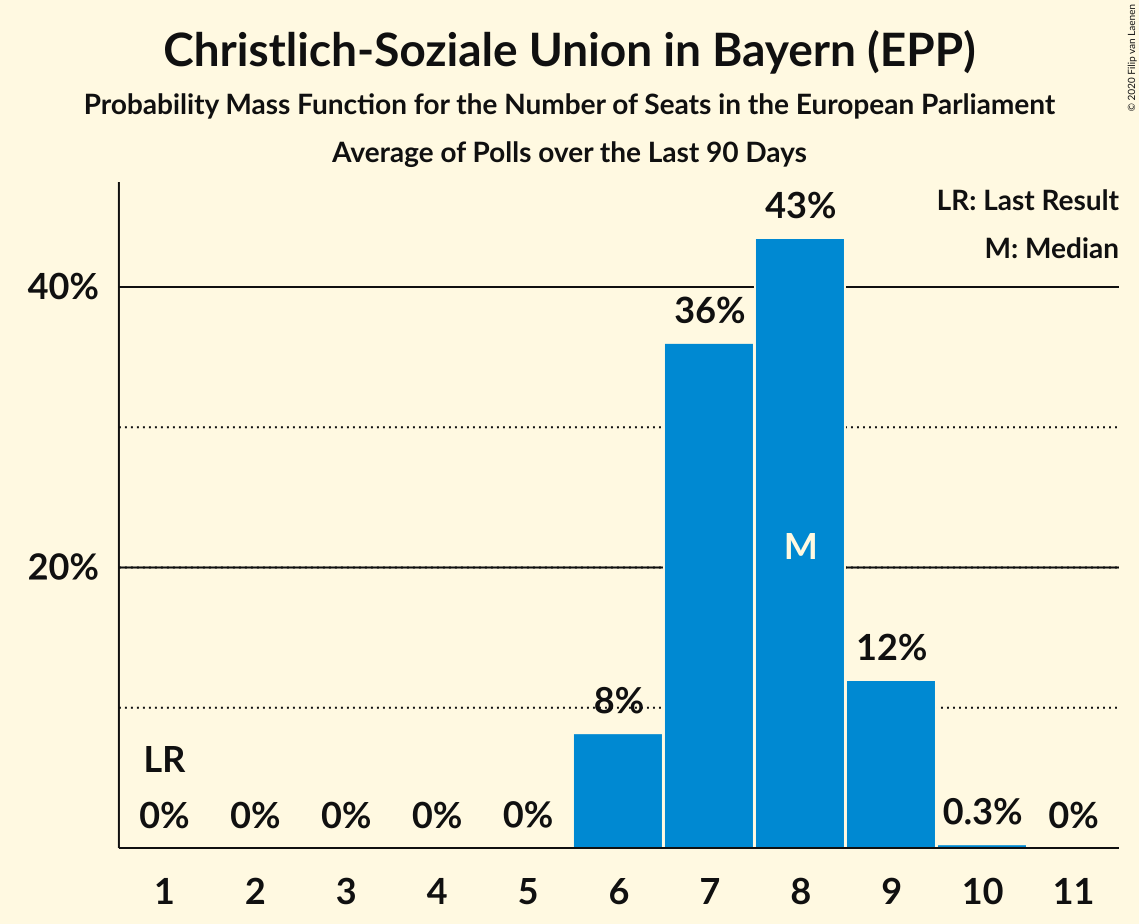 Christlich-Soziale Union in Bayern (EPP)
Probability Mass Function for the Number of Seats in the European Parliament
Average of Polls over the Last 90 Days
© 2020 Filip van Laenen
LR: Last Result
M: Median
43%
40%
36%
M
20%
12%
8%
LR
0% 0% 0% 0% 0% 0.3% 0%
1 2 3 4 5 6 7 8 9 10 11